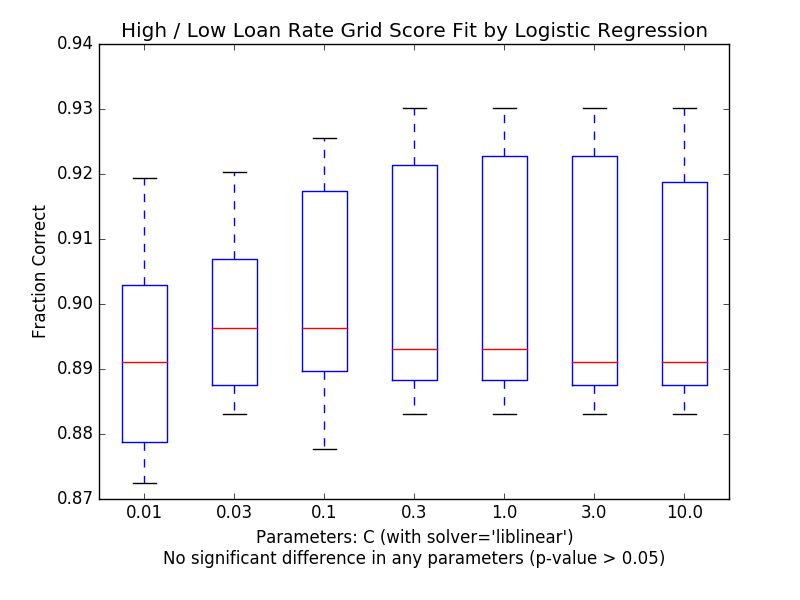 High / Low Loan Rate Grid Score Fit by Logistic Regression
0.94
0.93
0.92
0.91
0.90
0.89
0.88
0.87
Fraction Correct
0.01 0.03 0.1 0.3 1.0 3.0 10.0
Parameters: C (with solver='liblinear')
No significant difference in any parameters (p-value > 0.05)